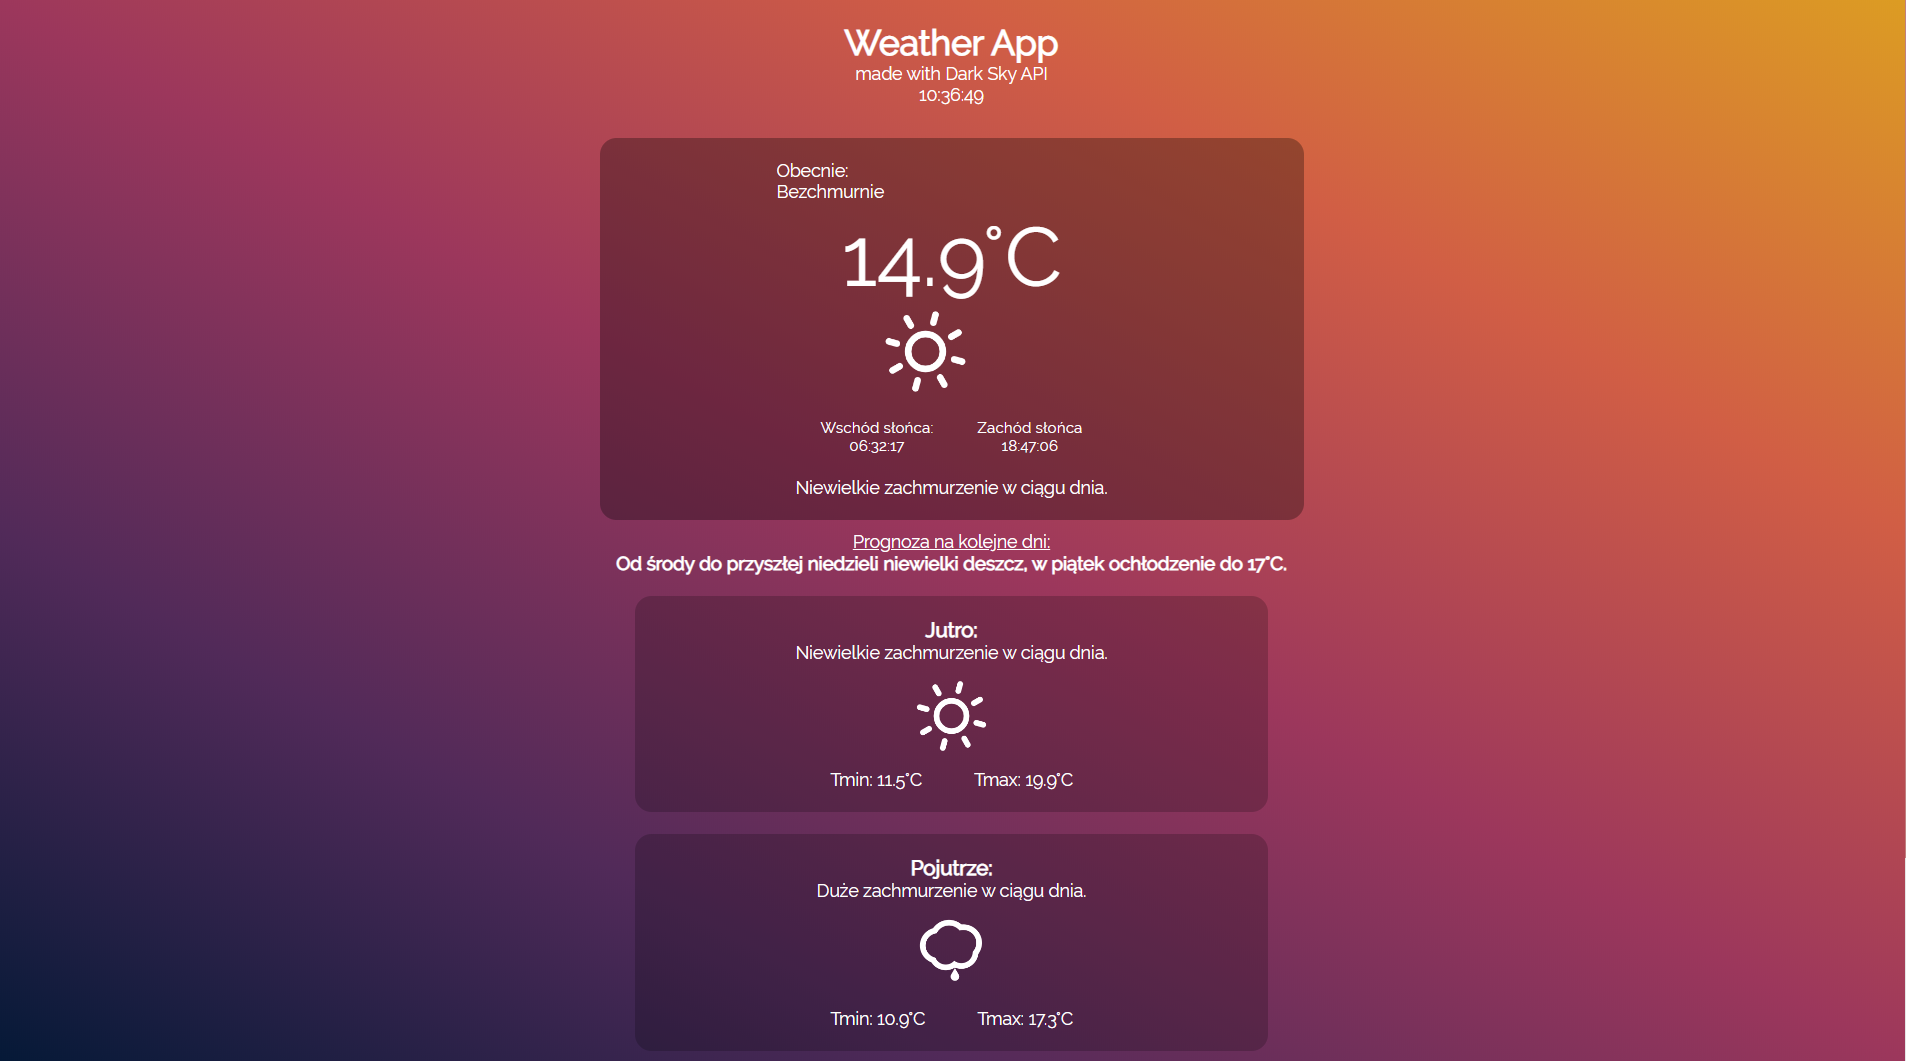 Weather App
made with Dark Sky API
10:36:49
Obecnie:
Bezchmurnie
14.9°C
Wschód słońca:
06:32:17
Zachód słońca
18:47:06
Niewielkie zachmurzenie w ciągu dnia.
Prognoza na kolejne dni:
Od środy do przyszłej niedzieli niewielki deszcz, w piątek ochłodzenie do 17°C.
Jutro:
Niewielkie zachmurzenie w ciągu dnia.
Tmin: 11.5°C Tmax: 19.9°C
Pojutrze:
Duże zachmurzenie w ciągu dnia.
Tmin: 10.9°C Tmax: 17.3°C